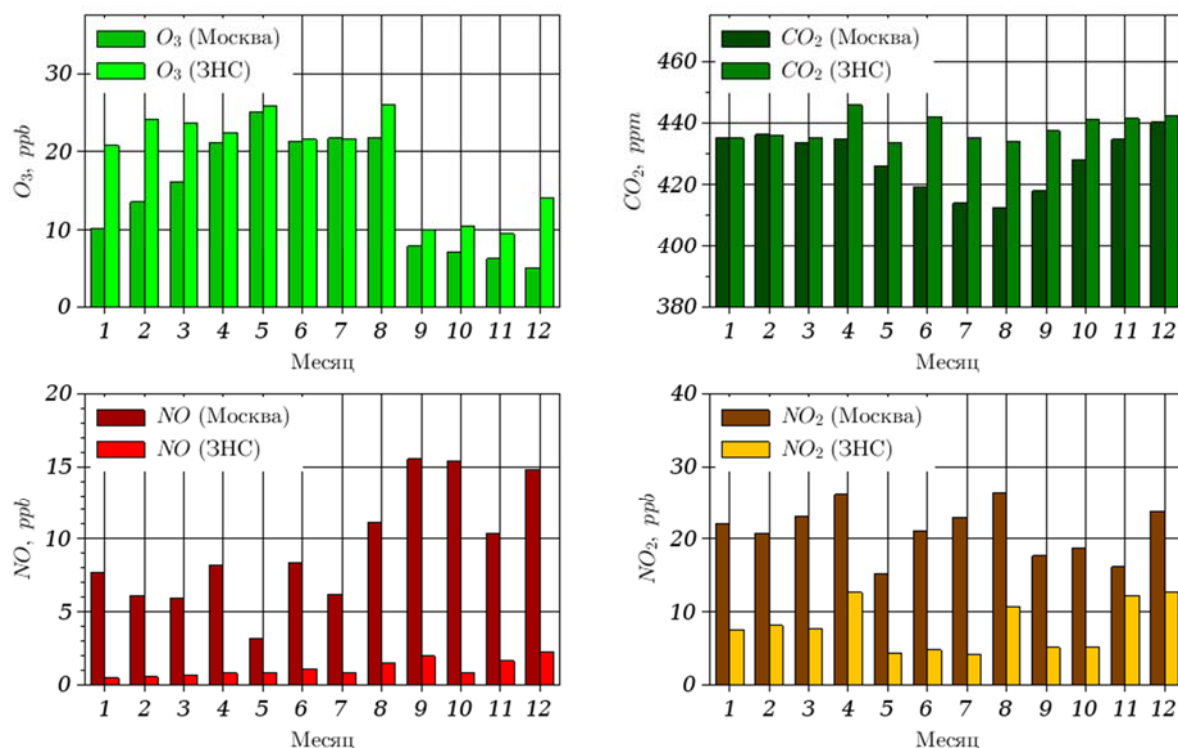 O₃ (Москва)
O₃ (ЗНС)
O₃, ppb
30
20
10
0
1 2 3 4 5 6 7 8 9 10 11 12
Месяц
CO₂ (Москва)
CO₂ (ЗНС)
CO₂, ppm
460
440
420
400
380
1 2 3 4 5 6 7 8 9 10 11 12
Месяц
NO (Москва)
NO (ЗНС)
NO, ppb
20
15
10
5
0
1 2 3 4 5 6 7 8 9 10 11 12
Месяц
NO₂ (Москва)
NO₂ (ЗНС)
NO₂, ppb
40
30
20
10
0
1 2 3 4 5 6 7 8 9 10 11 12
Месяц